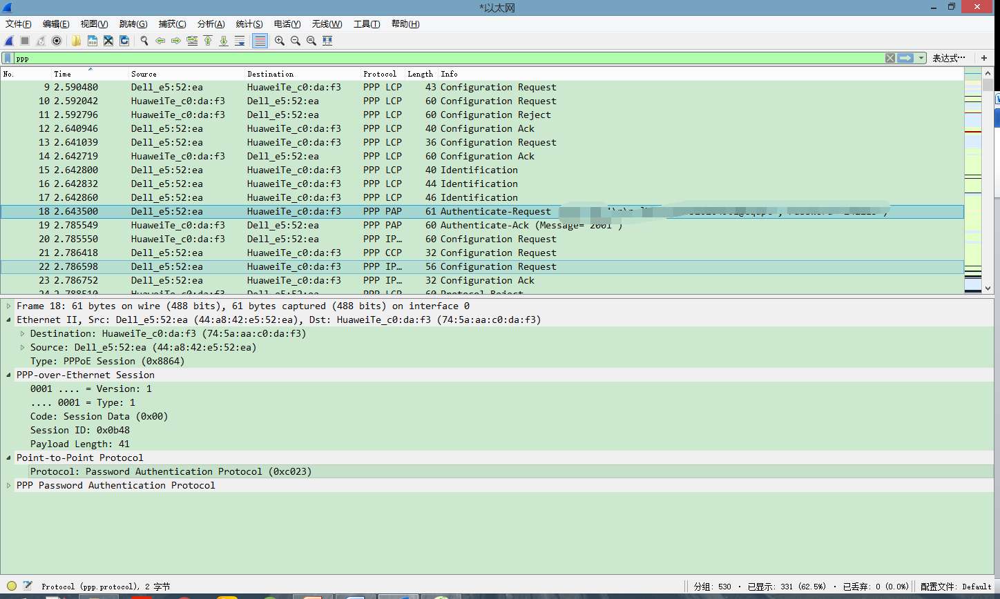 *以太网
文件(F) 编辑(E) 视图(V) 跳转(G) 捕获(C) 分析(A) 统计(S) 电话(Y) 无线(W) 工具(T) 帮助(H)
ppp 表达式… +
No. Time Source Destination Protocol Length Info
9 2.590480 Dell_e5:52:ea HuaweiTe_c0:da:f3 PPP LCP 43 Configuration Request
10 2.592042 HuaweiTe_c0:da:f3 Dell_e5:52:ea PPP LCP 60 Configuration Request
11 2.592796 HuaweiTe_c0:da:f3 Dell_e5:52:ea PPP LCP 60 Configuration Reject
12 2.640946 Dell_e5:52:ea HuaweiTe_c0:da:f3 PPP LCP 40 Configuration Ack
13 2.641039 Dell_e5:52:ea HuaweiTe_c0:da:f3 PPP LCP 36 Configuration Request
14 2.642719 HuaweiTe_c0:da:f3 Dell_e5:52:ea PPP LCP 60 Configuration Ack
15 2.642800 Dell_e5:52:ea HuaweiTe_c0:da:f3 PPP LCP 40 Identification
16 2.642832 Dell_e5:52:ea HuaweiTe_c0:da:f3 PPP LCP 44 Identification
17 2.642860 Dell_e5:52:ea HuaweiTe_c0:da:f3 PPP LCP 46 Identification
18 2.643500 Dell_e5:52:ea HuaweiTe_c0:da:f3 PPP PAP 61 Authenticate-Request
19 2.785549 HuaweiTe_c0:da:f3 Dell_e5:52:ea PPP PAP 60 Authenticate-Ack (Message='2001')
20 2.785550 HuaweiTe_c0:da:f3 Dell_e5:52:ea PPP IP… 60 Configuration Request
21 2.786418 Dell_e5:52:ea HuaweiTe_c0:da:f3 PPP CCP 32 Configuration Request
22 2.786598 Dell_e5:52:ea HuaweiTe_c0:da:f3 PPP IP… 56 Configuration Request
23 2.786752 Dell_e5:52:ea HuaweiTe_c0:da:f3 PPP IP… 32 Configuration Ack
24 2.788510 HuaweiTe_c0:da:f3 Dell_e5:52:ea PPP LCP 60 Protocol Reject
Frame 18: 61 bytes on wire (488 bits), 61 bytes captured (488 bits) on interface 0
Ethernet II, Src: Dell_e5:52:ea (44:a8:42:e5:52:ea), Dst: HuaweiTe_c0:da:f3 (74:5a:aa:c0:da:f3)
Destination: HuaweiTe_c0:da:f3 (74:5a:aa:c0:da:f3)
Source: Dell_e5:52:ea (44:a8:42:e5:52:ea)
Type: PPPoE Session (0x8864)
PPP-over-Ethernet Session
0001 .... = Version: 1
.... 0001 = Type: 1
Code: Session Data (0x00)
Session ID: 0x0b48
Payload Length: 41
Point-to-Point Protocol
Protocol: Password Authentication Protocol (0xc023)
PPP Password Authentication Protocol
Protocol (ppp.protocol), 2 字节 分组: 530 · 已显示: 331 (62.5%) · 已丢弃: 0 (0.0%) 配置文件: Default